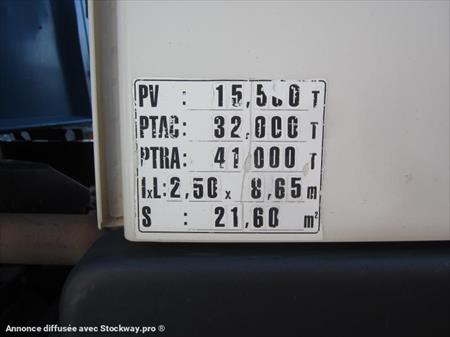 PV : 15,500 T
PTAC : 32,000 T
PTRA : 41 000 T
lxL: 2,50 x 8,65 m
S : 21,60 m²
Annonce diffusée avec Stockway.pro ®